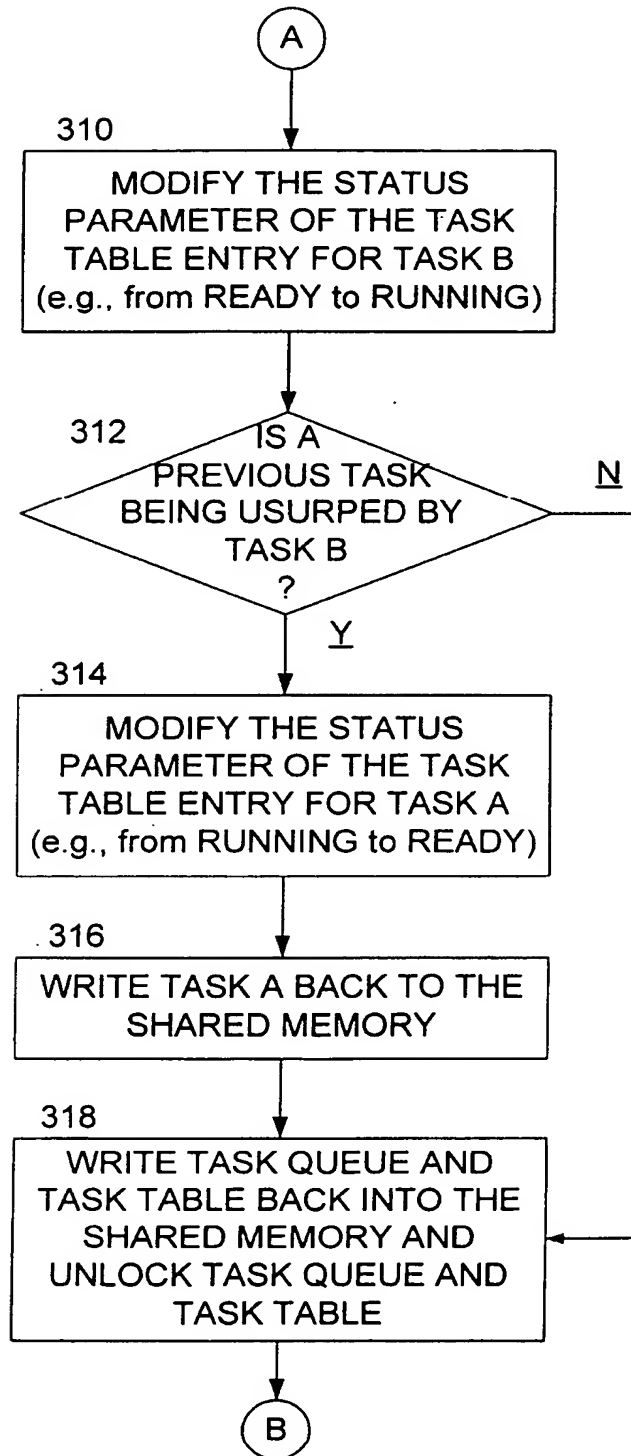 A
310
MODIFY THE STATUS
PARAMETER OF THE TASK
TABLE ENTRY FOR TASK B
(e.g., from READY to RUNNING)
312
IS A
PREVIOUS TASK
BEING USURPED BY
TASK B
?
N
Y
314
MODIFY THE STATUS
PARAMETER OF THE TASK
TABLE ENTRY FOR TASK A
(e.g., from RUNNING to READY)
316
WRITE TASK A BACK TO THE
SHARED MEMORY
318
WRITE TASK QUEUE AND
TASK TABLE BACK INTO THE
SHARED MEMORY AND
UNLOCK TASK QUEUE AND
TASK TABLE
B